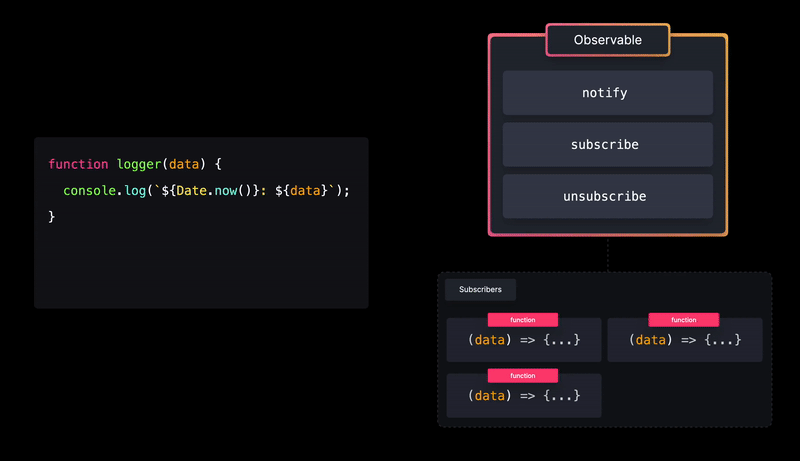 function logger(data) {
  console.log(`${Date.now()}: ${data}`);
}
Observable
notify
subscribe
unsubscribe
Subscribers
function
(data) => {...}
function
(data) => {...}
function
(data) => {...}